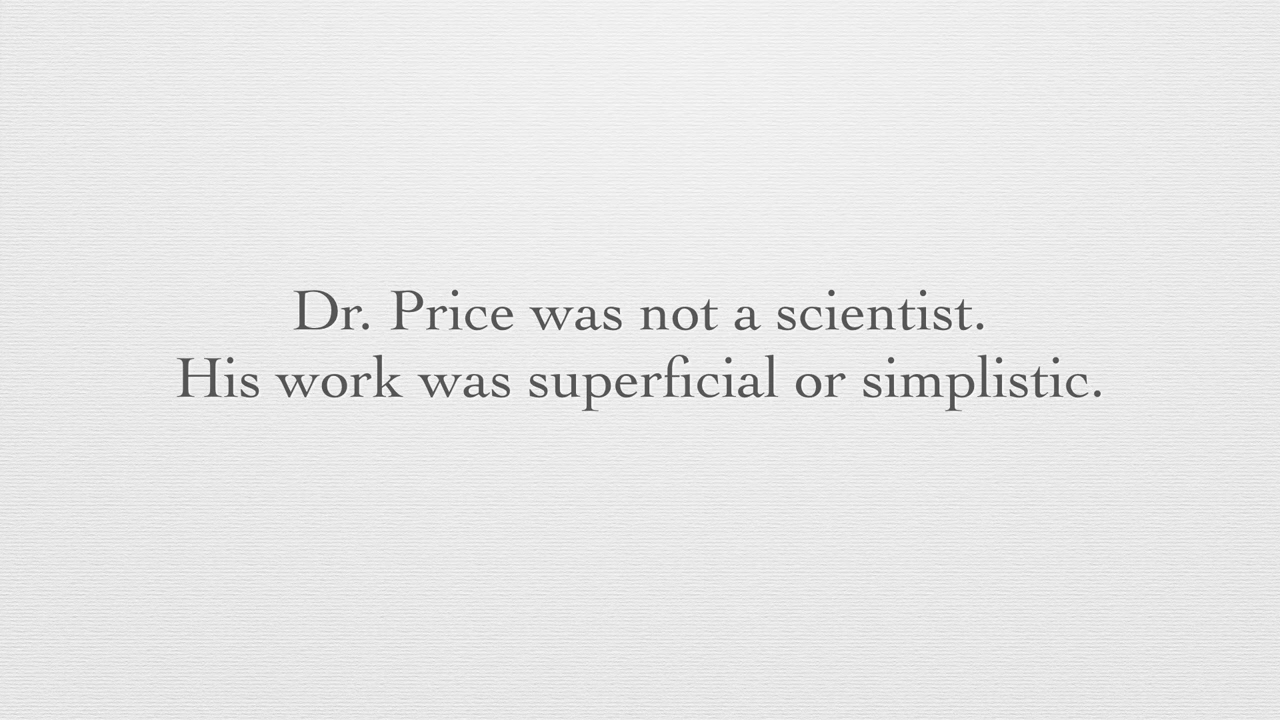 Dr. Price was not a scientist.
His work was superficial or simplistic.